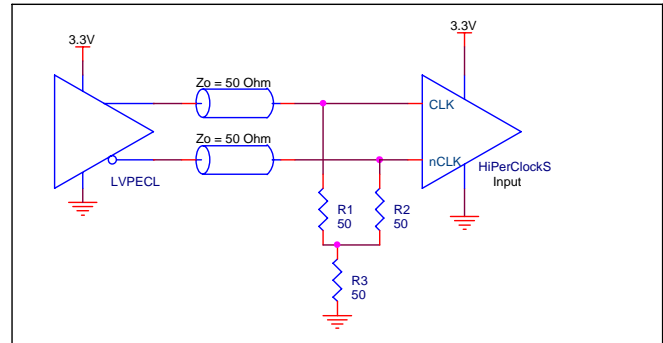 3.3V
3.3V
Zo = 50 Ohm
CLK
Zo = 50 Ohm
nCLK
LVPECL
HiPerClockS
Input
R1
50
R2
50
R3
50